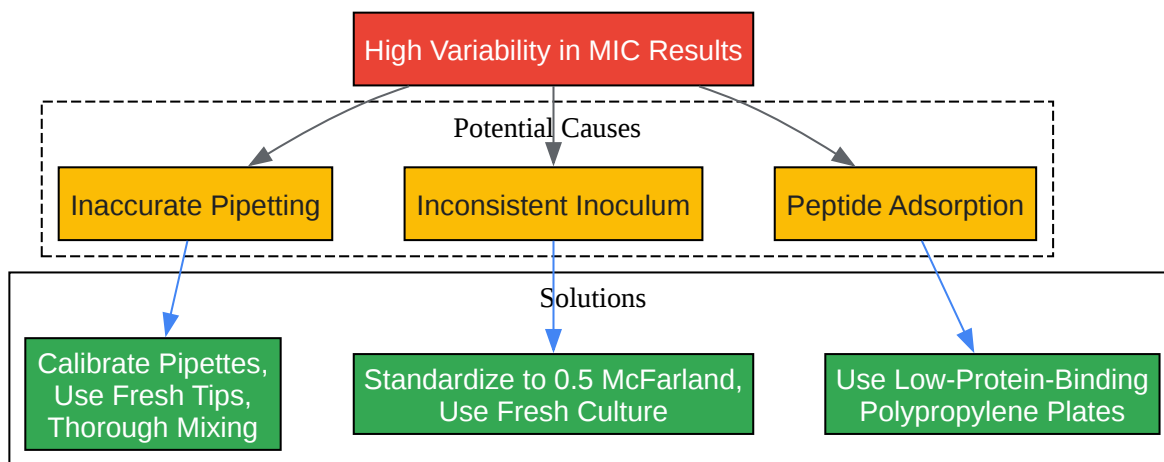 High Variability in MIC Results
Potential Causes
Inaccurate Pipetting
Inconsistent Inoculum
Peptide Adsorption
Solutions
Calibrate Pipettes,
Use Fresh Tips,
Thorough Mixing
Standardize to 0.5 McFarland,
Use Fresh Culture
Use Low-Protein-Binding
Polypropylene Plates